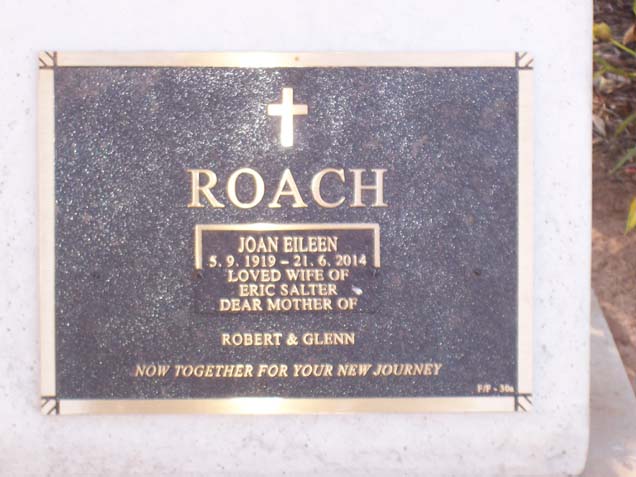 ROACH
JOAN EILEEN
5. 9. 1919 - 21. 6. 2014
LOVED WIFE OF
ERIC SALTER
DEAR MOTHER OF
ROBERT & GLENN
NOW TOGETHER FOR YOUR NEW JOURNEY
F/P - 30a